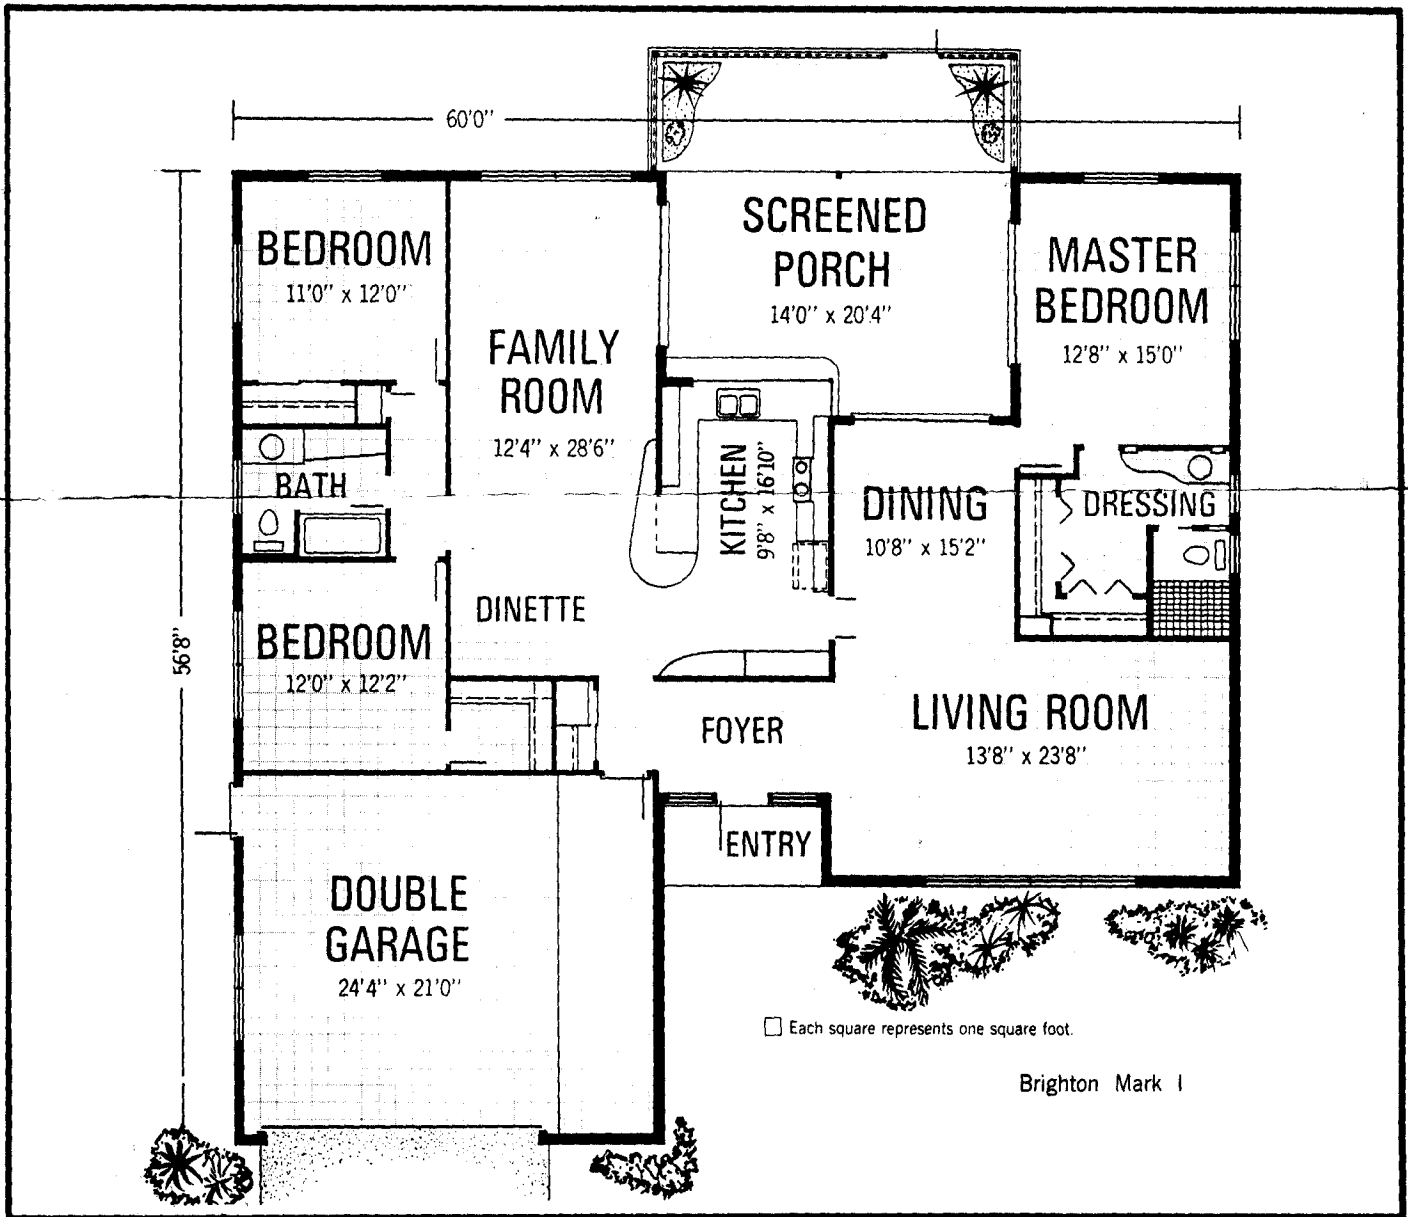 60'0"
BEDROOM
11'0" x 12'0"
FAMILY
ROOM
12'4" x 28'6"
SCREENED
PORCH
14'0" x 20'4"
MASTER
BEDROOM
12'8" x 15'0"
BATH
KITCHEN
9'8" x 16'10"
DINING
10'8" x 15'2"
DRESSING
56'8"
BEDROOM
12'0" x 12'2"
DINETTE
FOYER
LIVING ROOM
13'8" x 23'8"
ENTRY
DOUBLE
GARAGE
24'4" x 21'0"
Each square represents one square foot.
Brighton Mark I